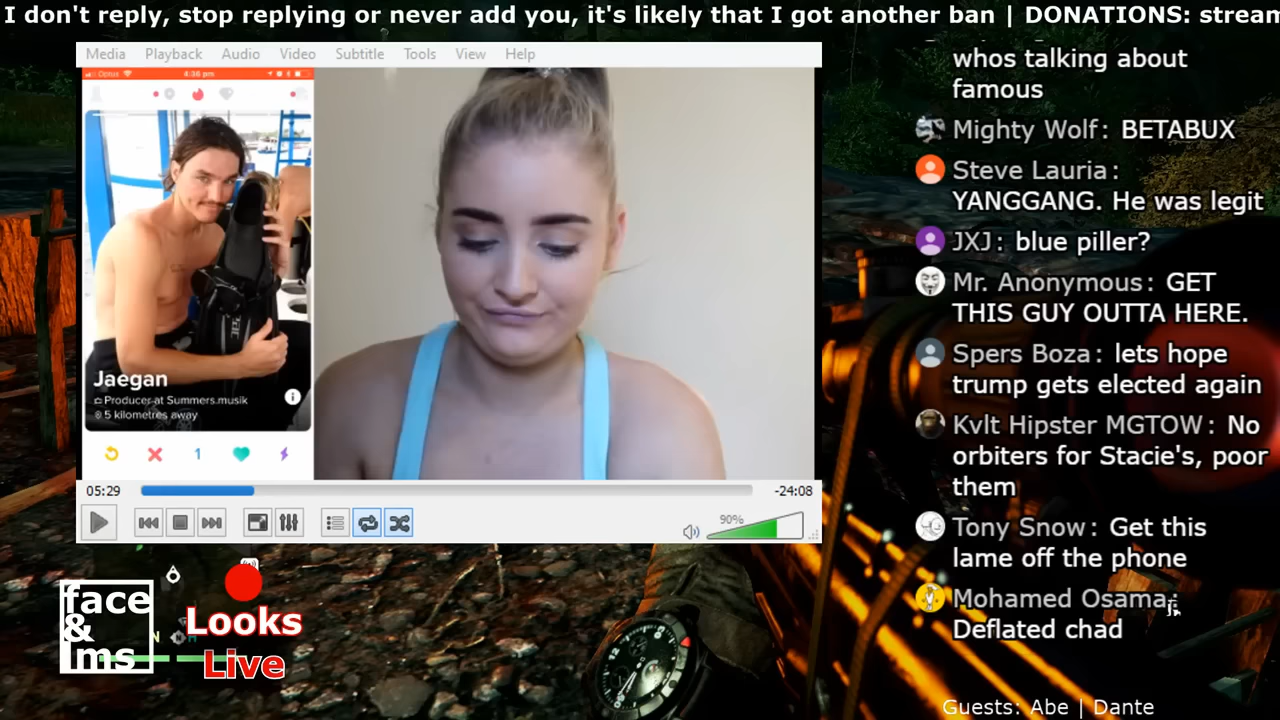 I don't reply, stop replying or never add you, it's likely that I got another ban | DONATIONS: stream
Media Playback Audio Video Subtitle Tools View Help
Optus 4:36 pm
Jaegan
Producer at Summers.musik
5 kilometres away
1
05:29
-24:08
90%
face
&
lms
Looks
Live
whos talking about
famous
Mighty Wolf: BETABUX
Steve Lauria:
YANGGANG. He was legit
JXJ: blue piller?
Mr. Anonymous: GET
THIS GUY OUTTA HERE.
Spers Boza: lets hope
trump gets elected again
Kvlt Hipster MGTOW: No
orbiters for Stacie's, poor
them
Tony Snow: Get this
lame off the phone
Mohamed Osama:
Deflated chad
Guests: Abe | Dante